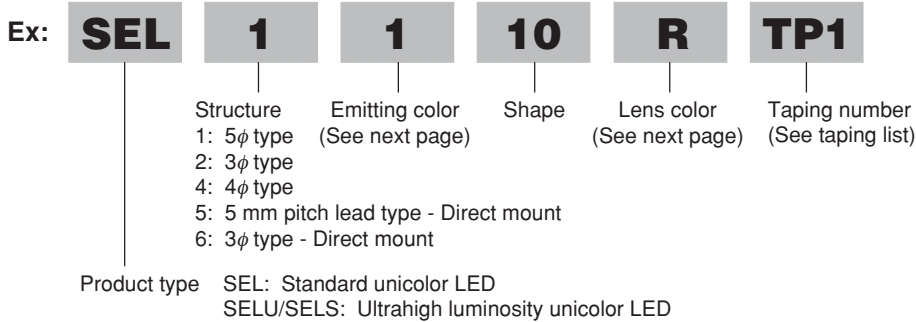 Ex: SEL 1 1 10 R TP1
Structure Emitting color Shape Lens color Taping number
1: 5ϕ type (See next page) (See next page) (See taping list)
2: 3ϕ type
4: 4ϕ type
5: 5 mm pitch lead type - Direct mount
6: 3ϕ type - Direct mount
Product type SEL: Standard unicolor LED
SELU/SELS: Ultrahigh luminosity unicolor LED